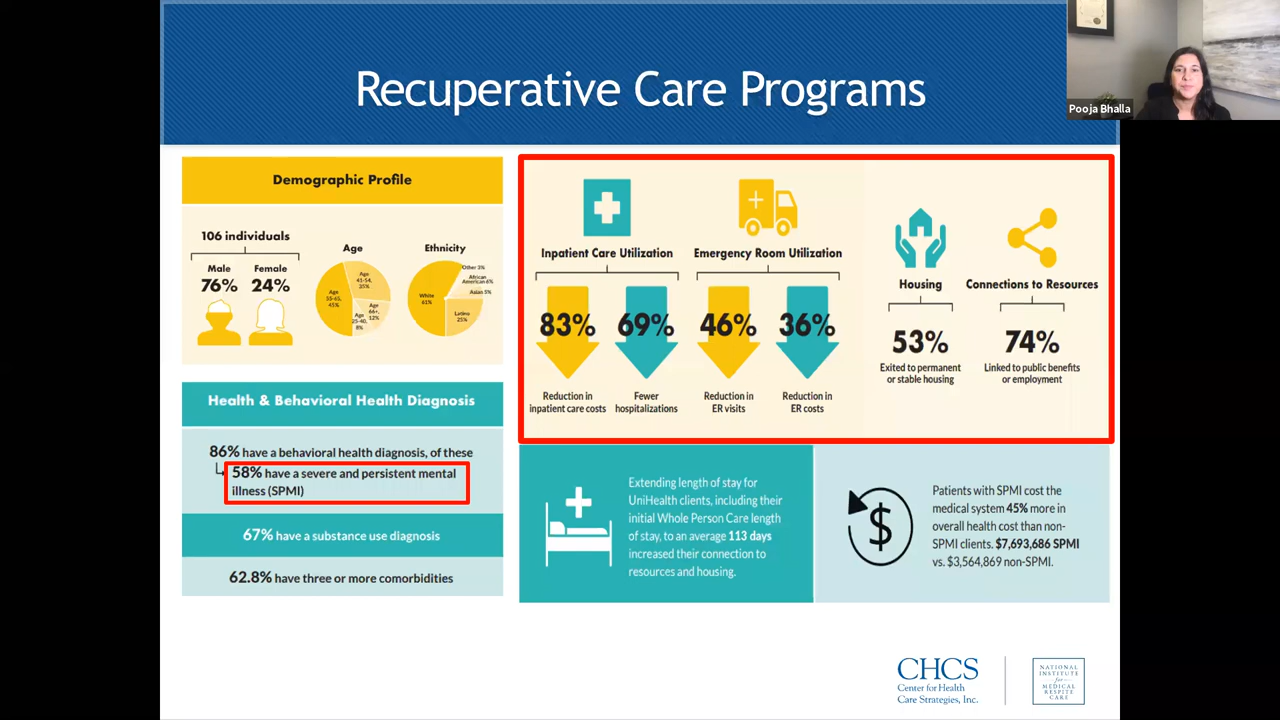 Recuperative Care Programs
Pooja Bhalla
Demographic Profile
106 individuals
Male
76%
Female
24%
Age
Age
41-54,
35%
Age
55-65,
45%
Age
66+,
12%
Age
25-40,
8%
Ethnicity
Other 3%
African
American 6%
Asian 5%
White
61%
Latino
25%
Health & Behavioral Health Diagnosis
86% have a behavioral health diagnosis, of these
58% have a severe and persistent mental
illness (SPMI)
67% have a substance use diagnosis
62.8% have three or more comorbidities
Inpatient Care Utilization
83%
Reduction in
inpatient care costs
69%
Fewer
hospitalizations
Emergency Room Utilization
46%
Reduction in
ER visits
36%
Reduction in
ER costs
Housing
53%
Exited to permanent
or stable housing
Connections to Resources
74%
Linked to public benefits
or employment
Extending length of stay for
UniHealth clients, including their
initial Whole Person Care length
of stay, to an average 113 days
increased their connection to
resources and housing.
$
Patients with SPMI cost the
medical system 45% more in
overall health cost than non-
SPMI clients. $7,693,686 SPMI
vs. $3,564,869 non-SPMI.
CHCS
Center for Health
Care Strategies, Inc.
NATIONAL
INSTITUTE
for
MEDICAL
RESPITE
CARE